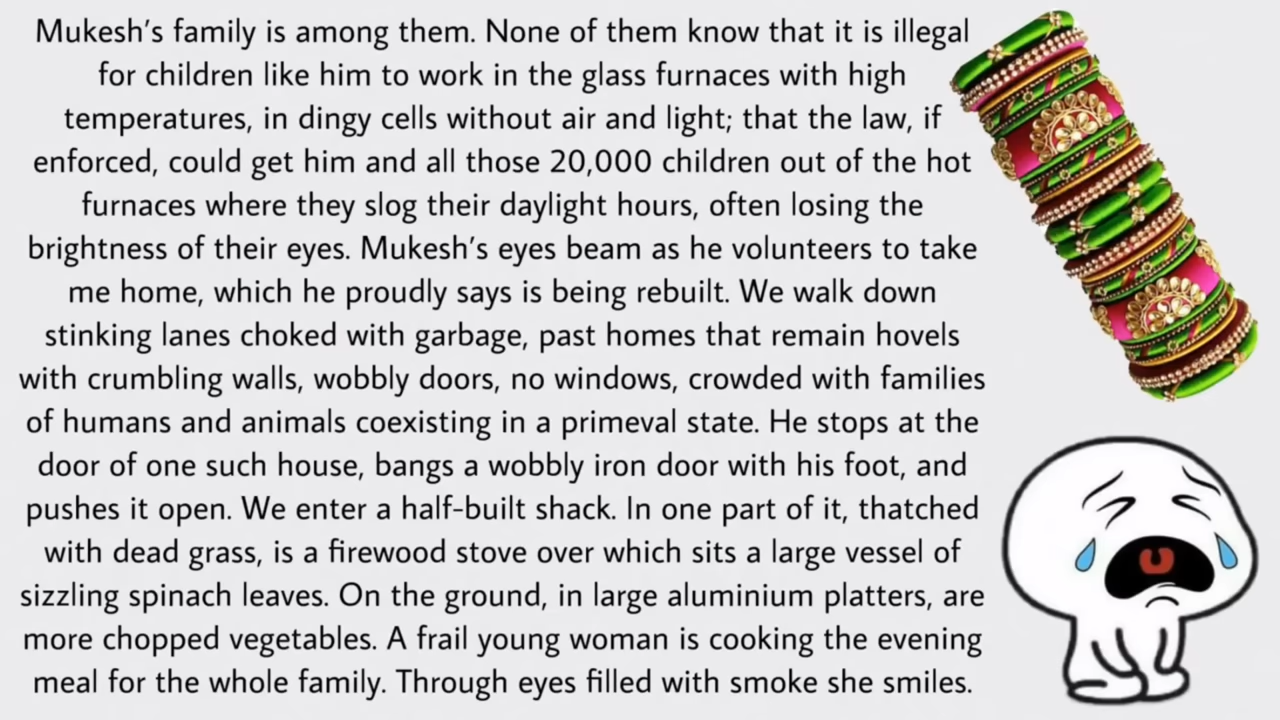 Mukesh's family is among them. None of them know that it is illegal
for children like him to work in the glass furnaces with high
temperatures, in dingy cells without air and light; that the law, if
enforced, could get him and all those 20,000 children out of the hot
furnaces where they slog their daylight hours, often losing the
brightness of their eyes. Mukesh's eyes beam as he volunteers to take
me home, which he proudly says is being rebuilt. We walk down
stinking lanes choked with garbage, past homes that remain hovels
with crumbling walls, wobbly doors, no windows, crowded with families
of humans and animals coexisting in a primeval state. He stops at the
door of one such house, bangs a wobbly iron door with his foot, and
pushes it open. We enter a half-built shack. In one part of it, thatched
with dead grass, is a firewood stove over which sits a large vessel of
sizzling spinach leaves. On the ground, in large aluminium platters, are
more chopped vegetables. A frail young woman is cooking the evening
meal for the whole family. Through eyes filled with smoke she smiles.